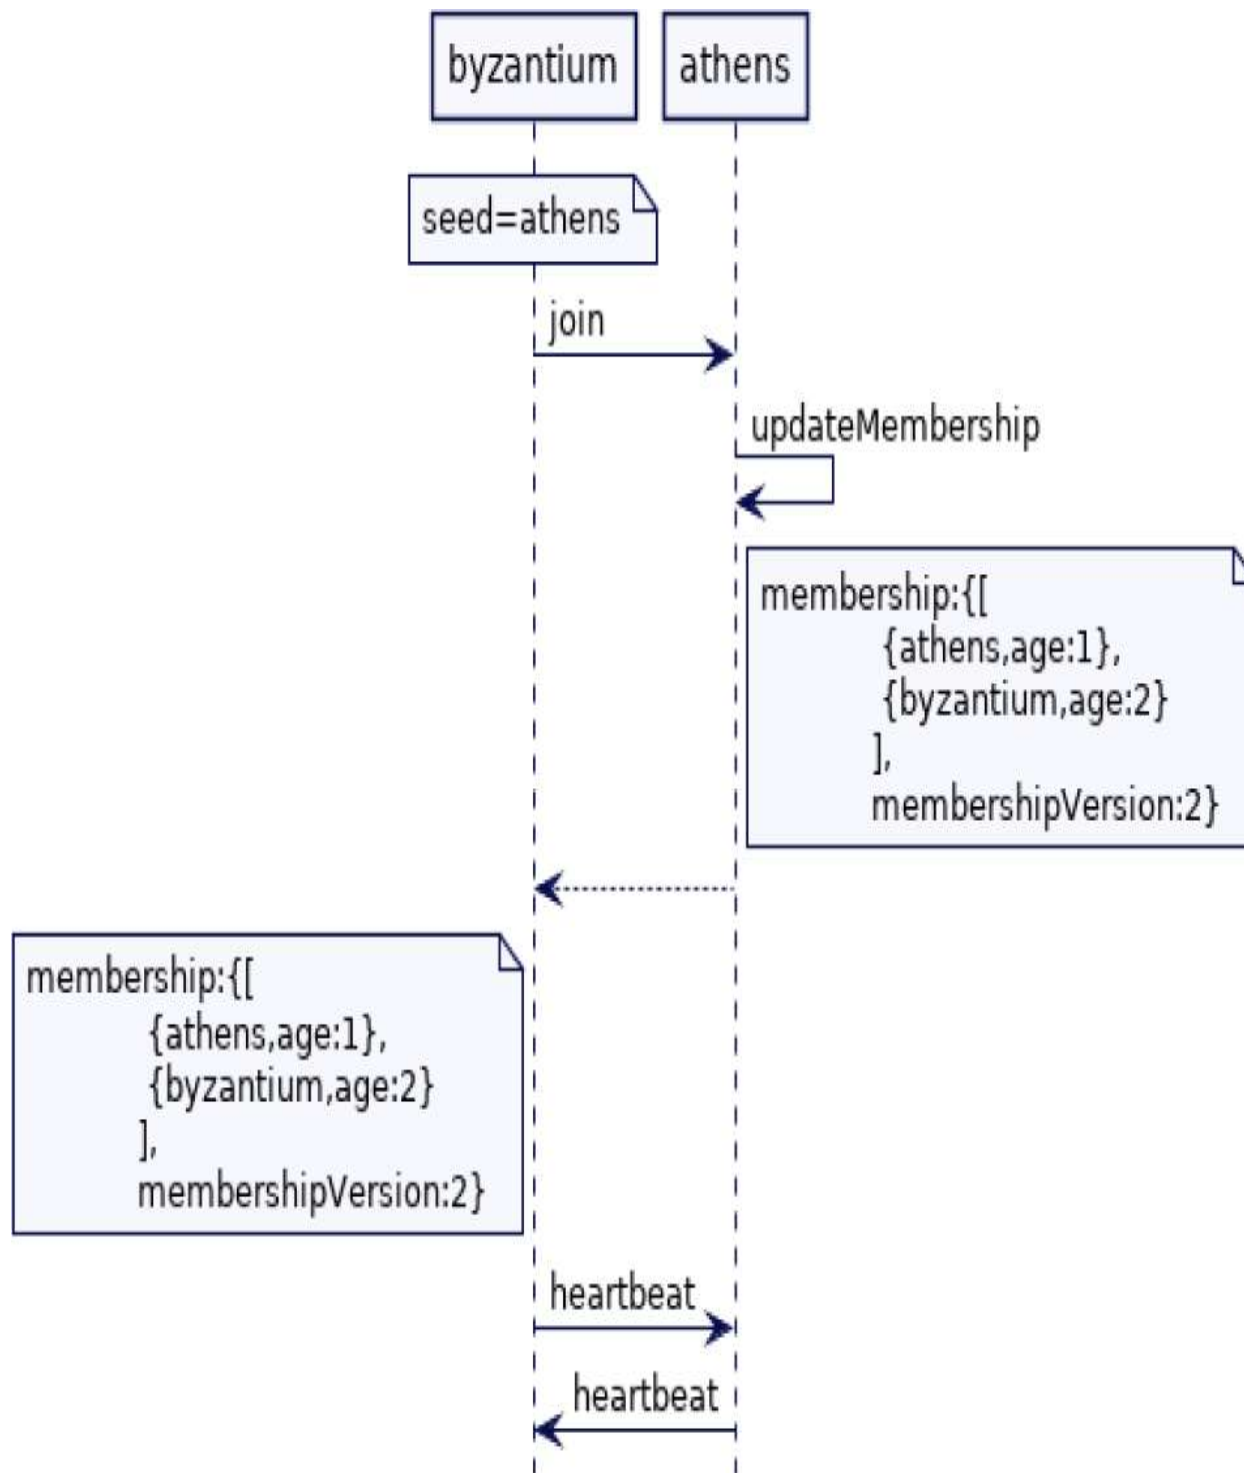 byzantium
athens
seed=athens
join
updateMembership
membership:{[
{athens,age:1},
{byzantium,age:2}
],
membershipVersion:2}
membership:{[
{athens,age:1},
{byzantium,age:2}
],
membershipVersion:2}
heartbeat
heartbeat